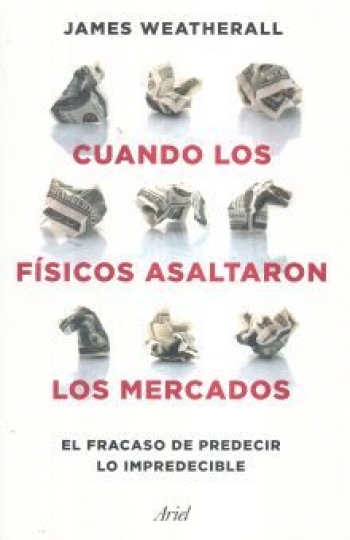 JAMES WEATHERALL
CUANDO LOS
FÍSICOS ASALTARON
LOS MERCADOS
EL FRACASO DE PREDECIR
LO IMPREDECIBLE
Ariel